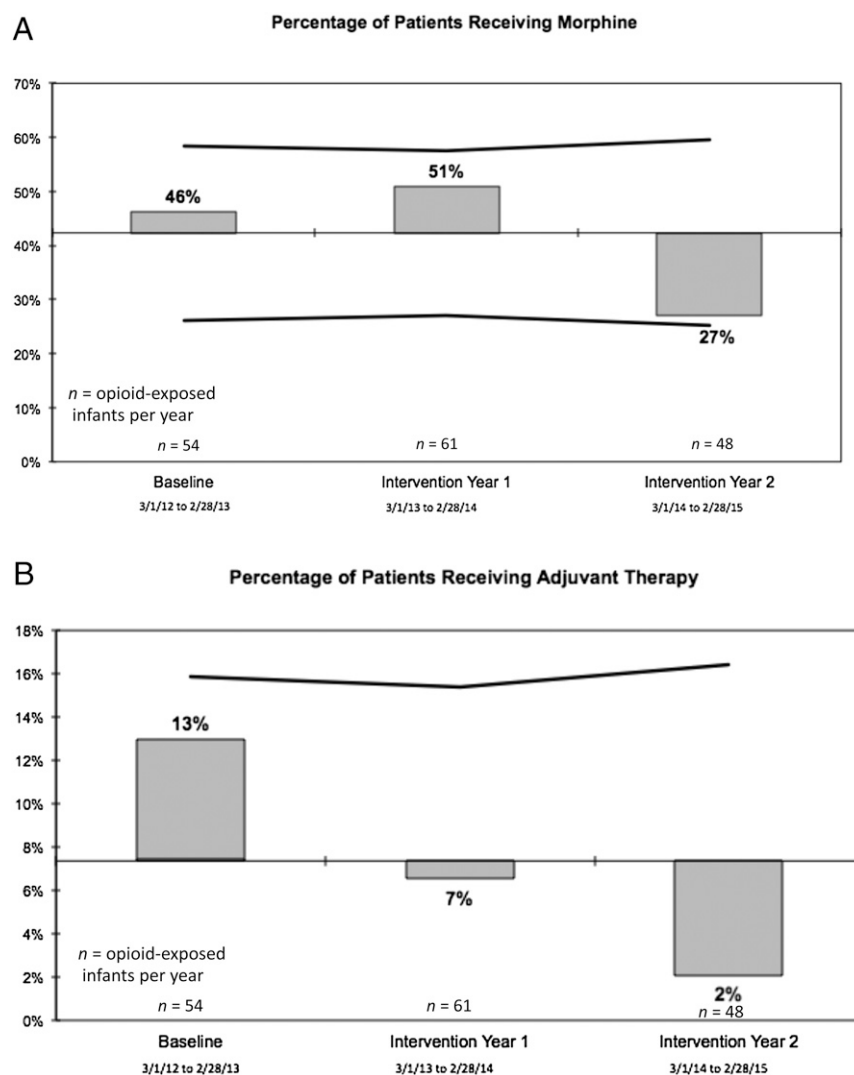 A
Percentage of Patients Receiving Morphine
70%
60%
50%
40%
30%
20%
10%
0%
46%
51%
27%
n = opioid-exposed
infants per year
n = 54
n = 61
n = 48
Baseline
Intervention Year 1
Intervention Year 2
3/1/12 to 2/28/13
3/1/13 to 2/28/14
3/1/14 to 2/28/15
B
Percentage of Patients Receiving Adjuvant Therapy
18%
16%
14%
12%
10%
8%
6%
4%
2%
0%
13%
7%
2%
n = opioid-exposed
infants per year
n = 54
n = 61
n = 48
Baseline
Intervention Year 1
Intervention Year 2
3/1/12 to 2/28/13
3/1/13 to 2/28/14
3/1/14 to 2/28/15